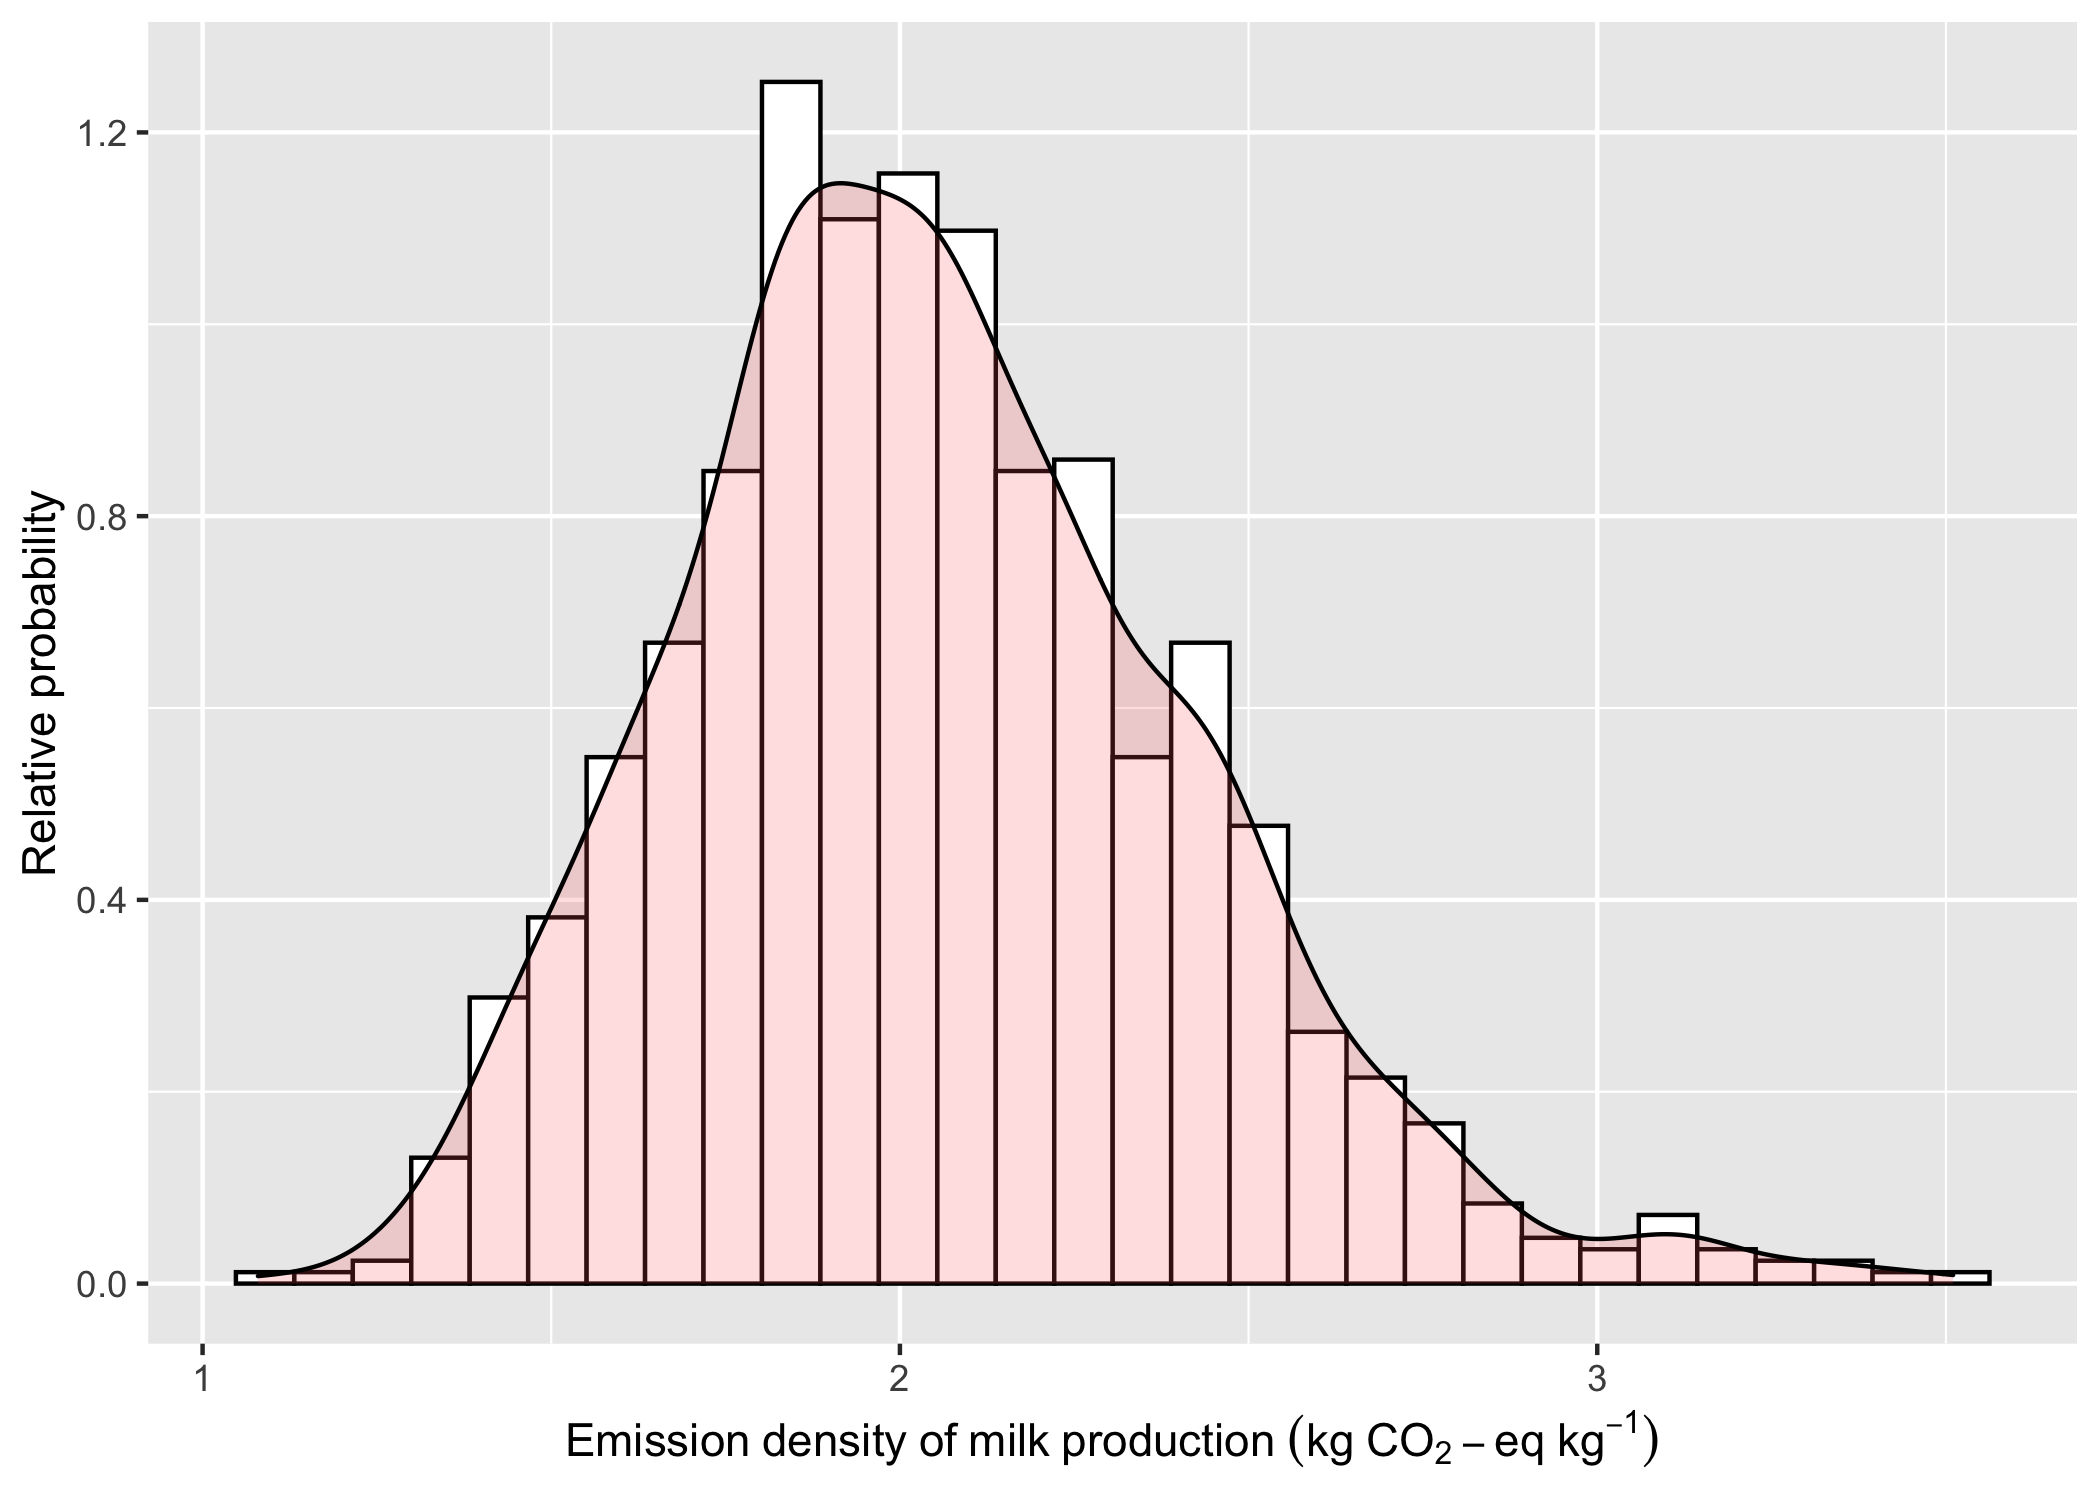 Relative probability
1.2
0.8
0.4
0.0
1 2 3
Emission density of milk production (kg CO₂ – eq kg⁻¹)